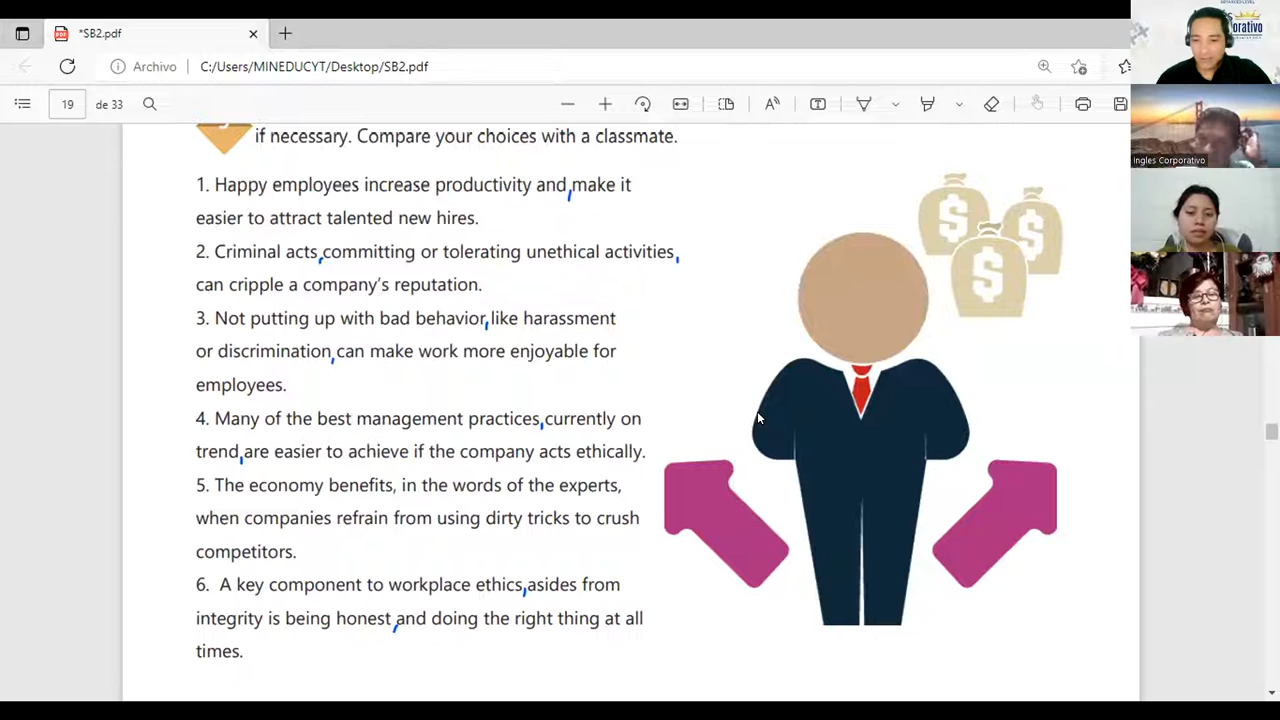 *SB2.pdf
Archivo
C:/Users/MINEDUCYT/Desktop/SB2.pdf
19 de 33
ADVANCED LEVEL
Ingles Corporativo
if necessary. Compare your choices with a classmate.
1. Happy employees increase productivity and,make it
easier to attract talented new hires.
2. Criminal acts,committing or tolerating unethical activities,
can cripple a company's reputation.
3. Not putting up with bad behavior,like harassment
or discrimination,can make work more enjoyable for
employees.
4. Many of the best management practices,currently on
trend,are easier to achieve if the company acts ethically.
5. The economy benefits, in the words of the experts,
when companies refrain from using dirty tricks to crush
competitors.
6. A key component to workplace ethics,asides from
integrity is being honest,and doing the right thing at all
times.
$
$
$